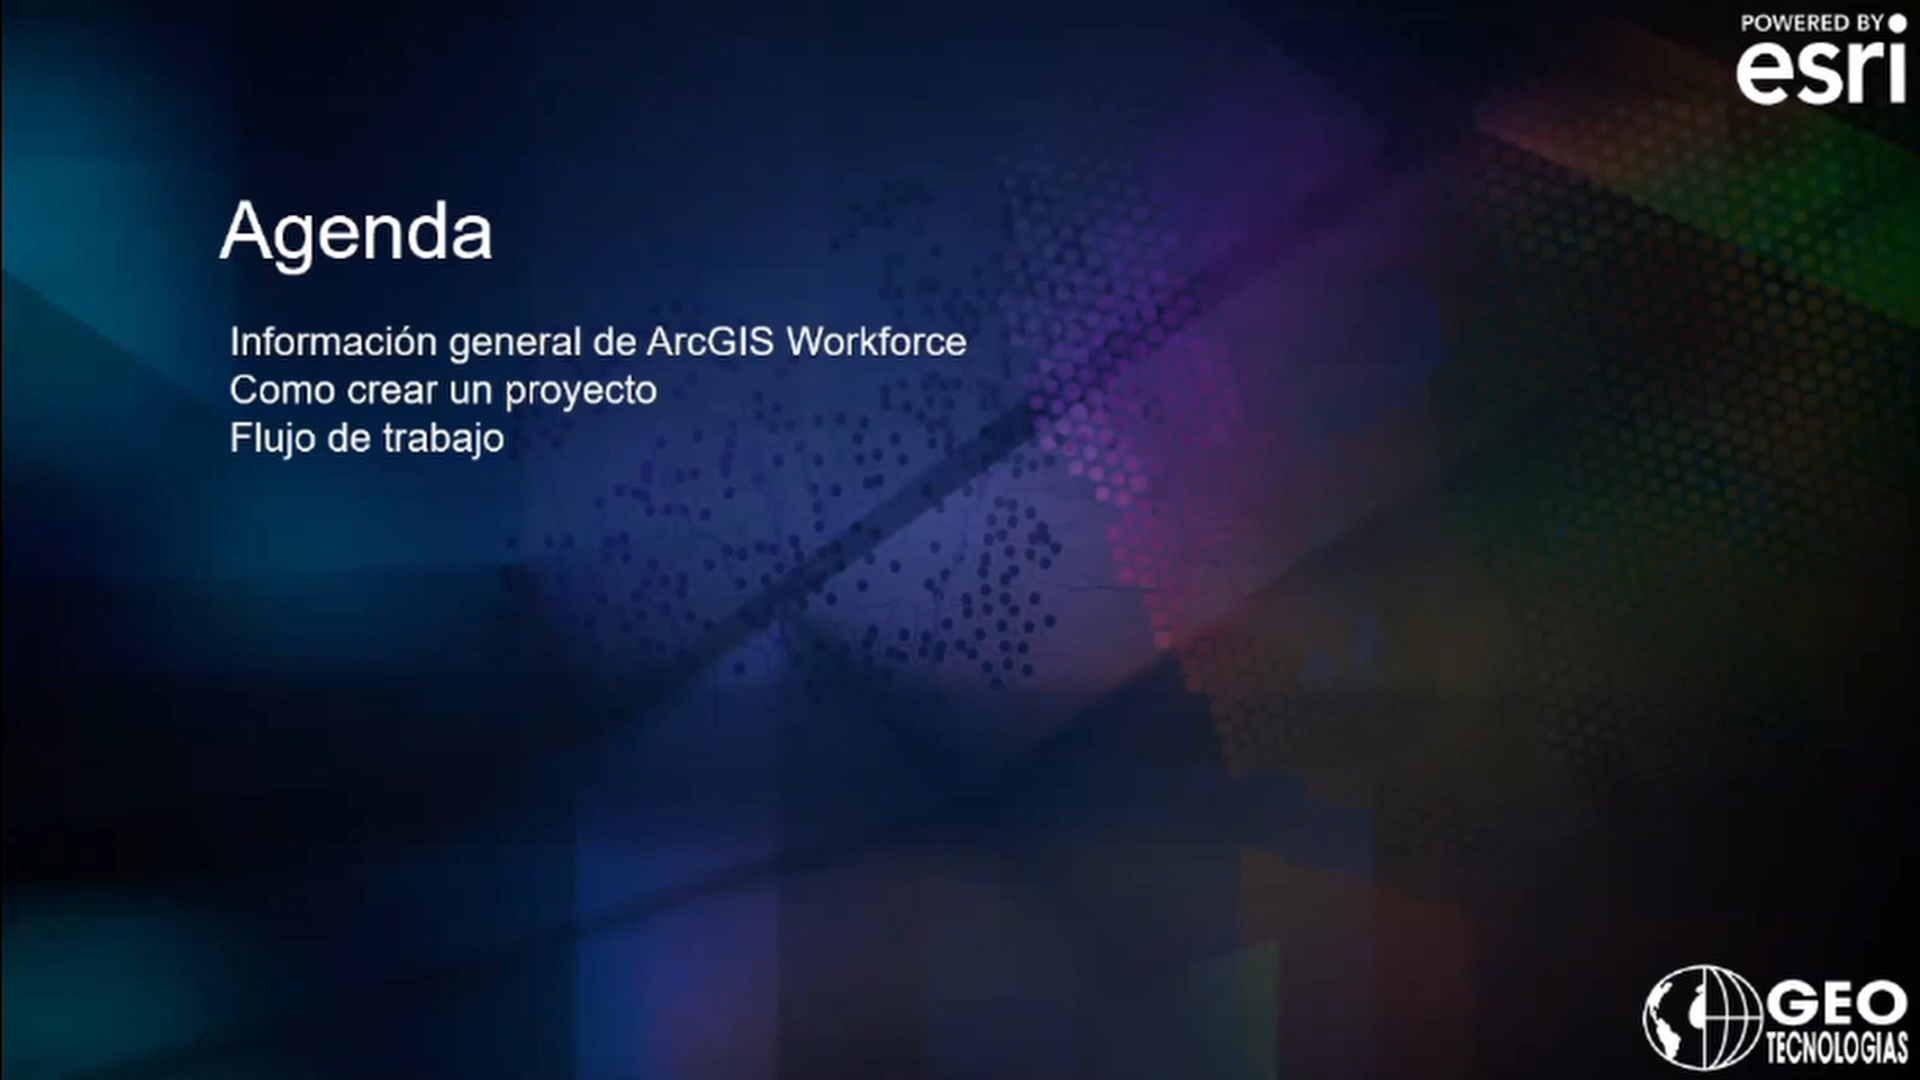 POWERED BY
esri
Agenda
Información general de ArcGIS Workforce
Como crear un proyecto
Flujo de trabajo
GEO
TECNOLOGIAS